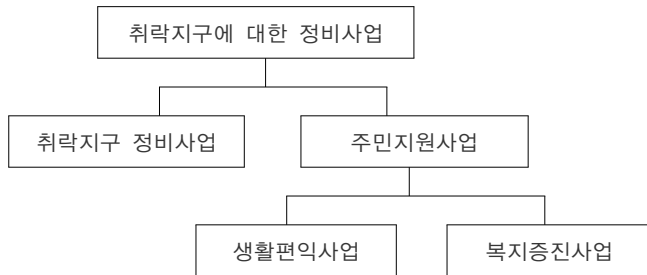 취락지구에 대한 정비사업
취락지구 정비사업
주민지원사업
생활편익사업
복지증진사업